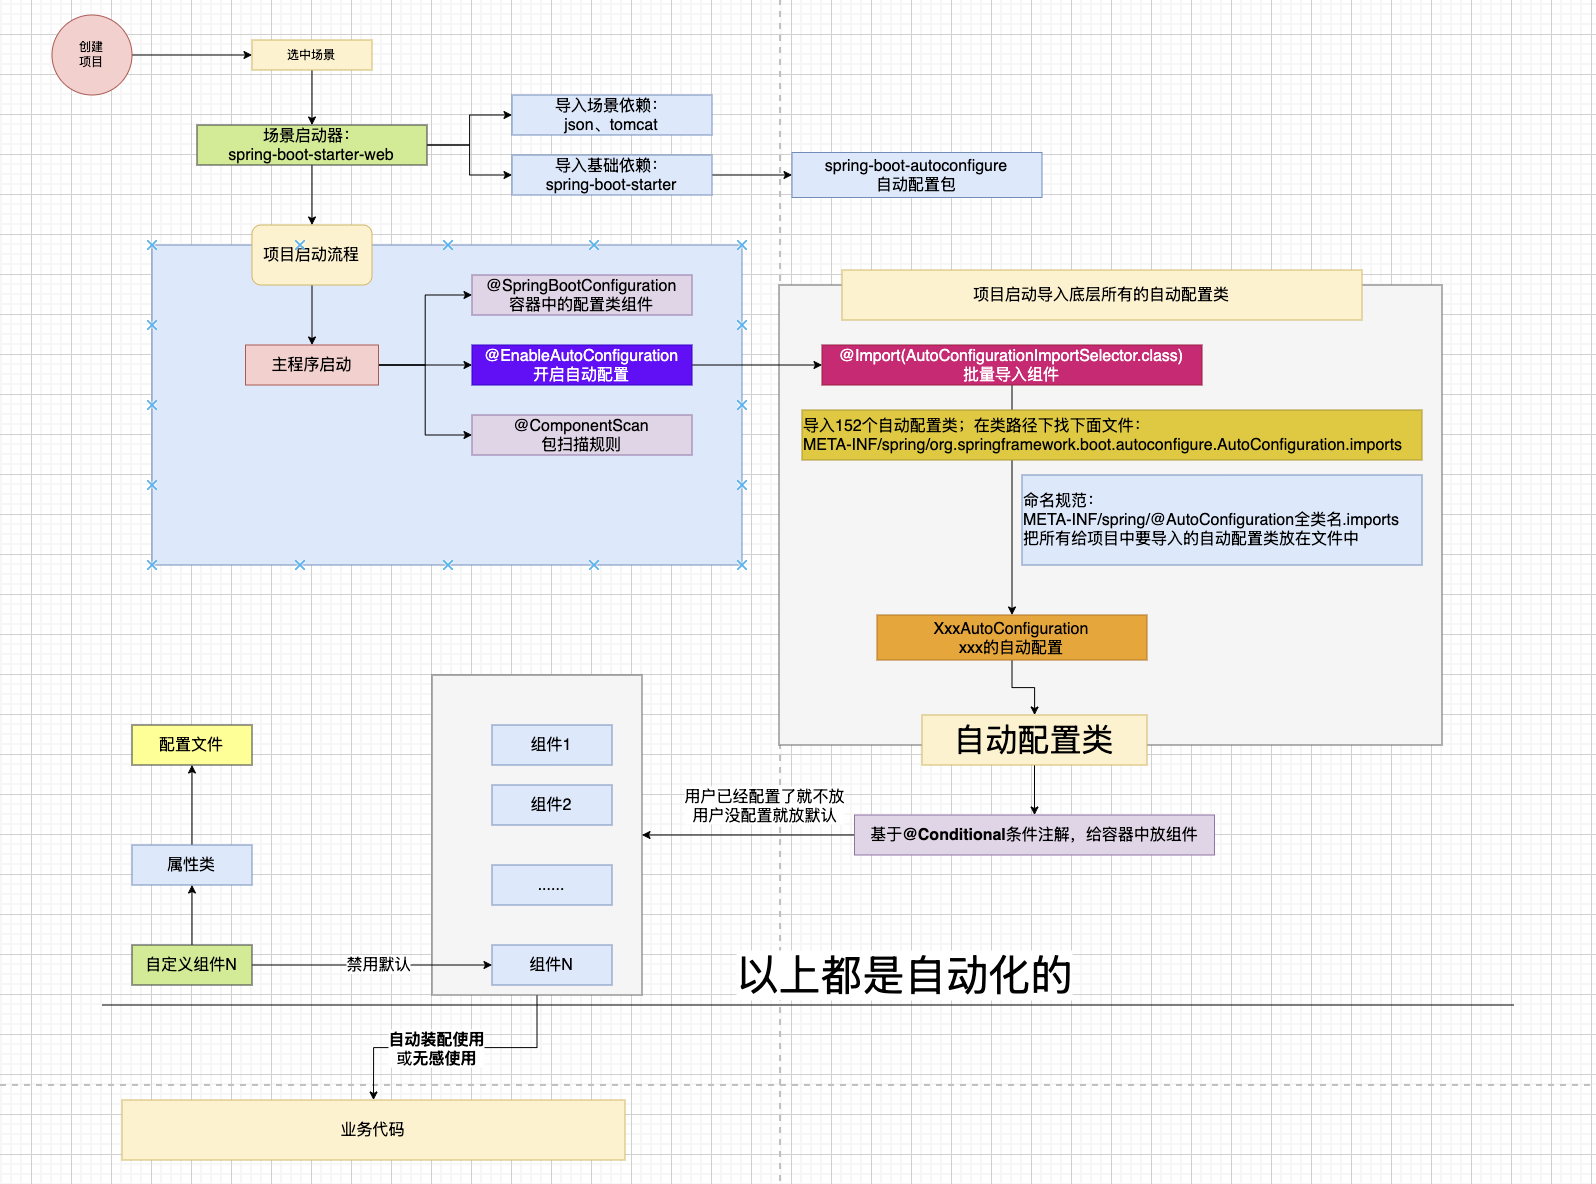 创建
项目
选中场景
场景启动器：
spring-boot-starter-web
导入场景依赖：
json、tomcat
导入基础依赖：
spring-boot-starter
spring-boot-autoconfigure
自动配置包
项目启动流程
主程序启动
@SpringBootConfiguration
容器中的配置类组件
@EnableAutoConfiguration
开启自动配置
@ComponentScan
包扫描规则
项目启动导入底层所有的自动配置类
@Import(AutoConfigurationImportSelector.class)
批量导入组件
导入152个自动配置类；在类路径下找下面文件：
META-INF/spring/org.springframework.boot.autoconfigure.AutoConfiguration.imports
命名规范：
META-INF/spring/@AutoConfiguration全类名.imports
把所有给项目中要导入的自动配置类放在文件中
XxxAutoConfiguration
xxx的自动配置
自动配置类
基于@Conditional条件注解，给容器中放组件
用户已经配置了就不放
用户没配置就放默认
组件1
组件2
......
组件N
配置文件
属性类
自定义组件N
禁用默认
以上都是自动化的
自动装配使用
或无感使用
业务代码